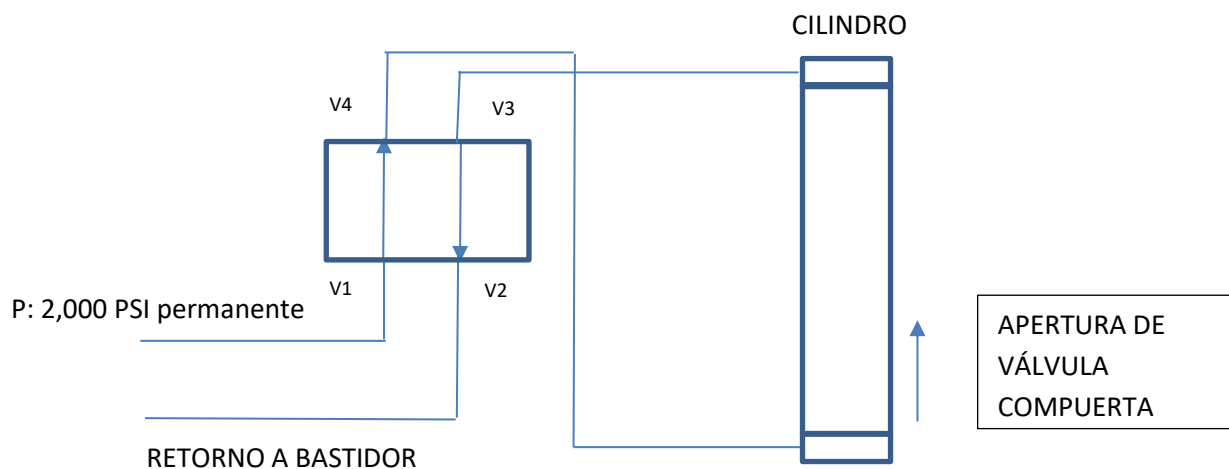 CILINDRO
V4
V3
V1
V2
P: 2,000 PSI permanente
APERTURA DE
VÁLVULA
COMPUERTA
RETORNO A BASTIDOR